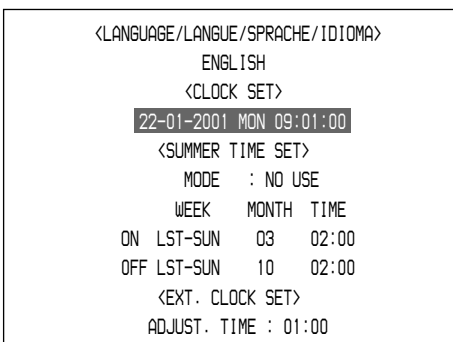 <LANGUAGE/LANGUE/SPRACHE/IDIOMA>
ENGLISH
<CLOCK SET>
22-01-2001 MON 09:01:00
<SUMMER TIME SET>
MODE : NO USE
WEEK MONTH TIME
ON LST-SUN 03 02:00
OFF LST-SUN 10 02:00
<EXT. CLOCK SET>
ADJUST. TIME : 01:00